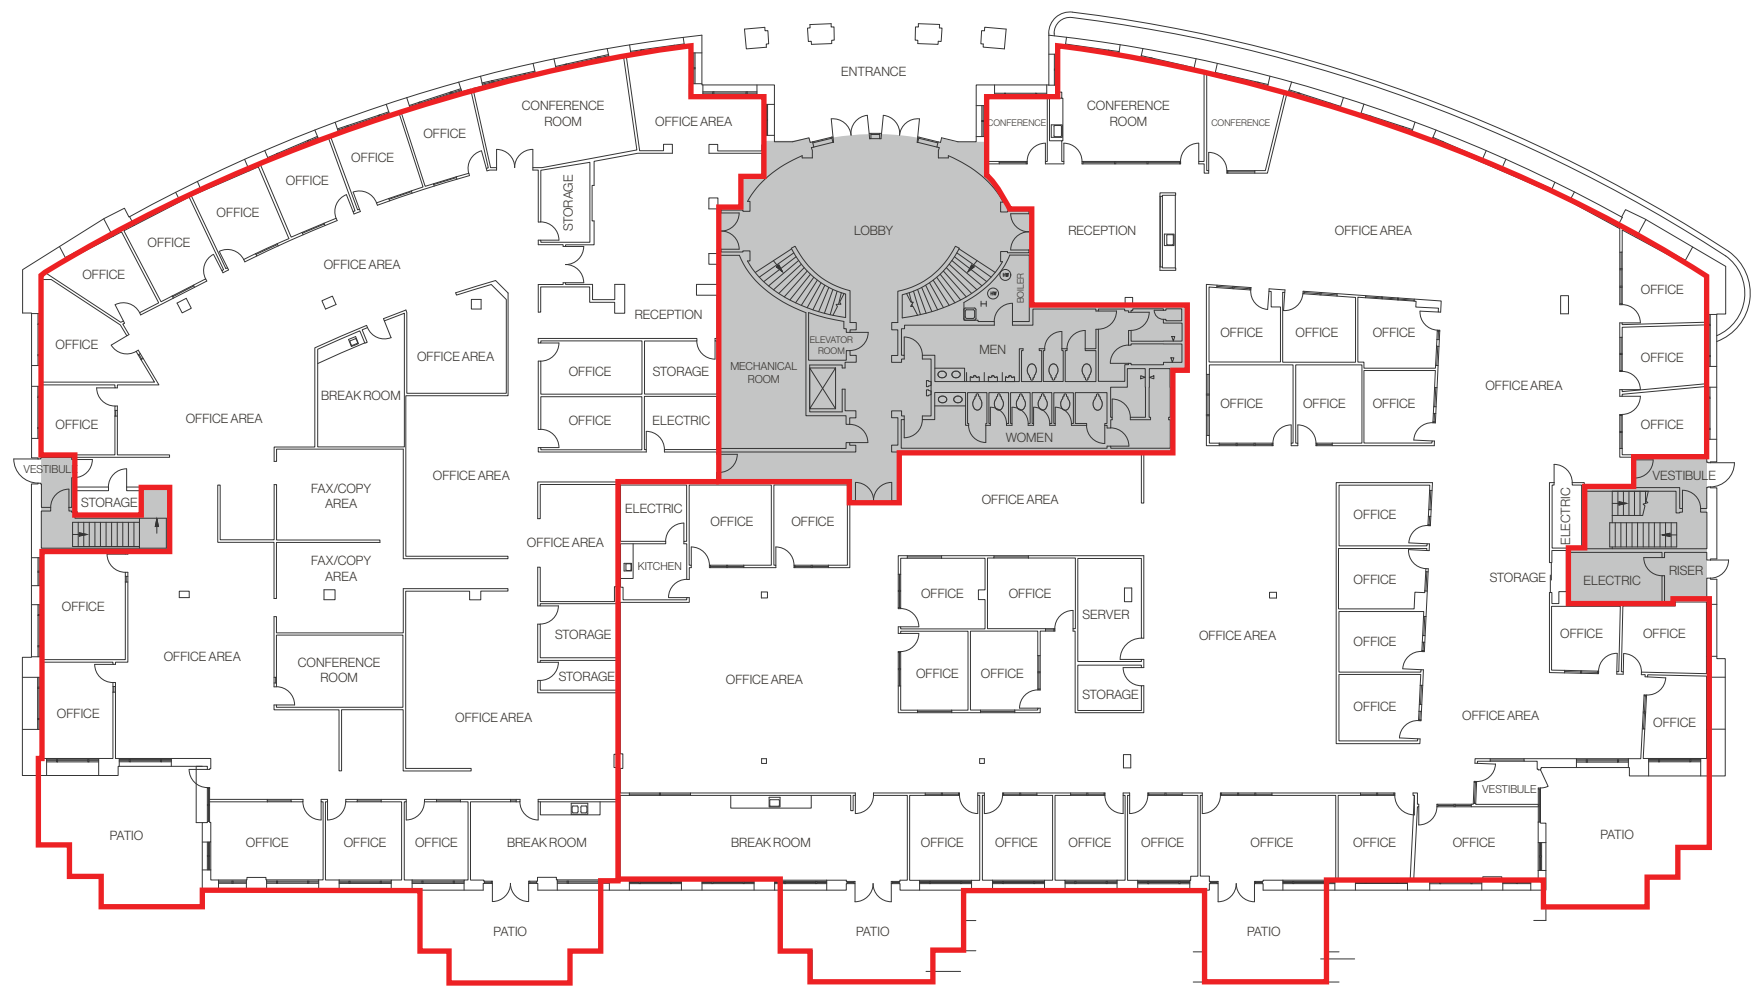 ENTRANCE
CONFERENCE
ROOM
OFFICE AREA
CONFERENCE
CONFERENCE
ROOM
CONFERENCE
OFFICE
OFFICE
OFFICE
OFFICE
OFFICE
OFFICE
STORAGE
OFFICE AREA
LOBBY
RECEPTION
OFFICE AREA
OFFICE
OFFICE
BOILER
OFFICE
RECEPTION
OFFICE
OFFICE AREA
ELEVATOR
ROOM
MEN
OFFICE
OFFICE
OFFICE
OFFICE
OFFICE
STORAGE
MECHANICAL
ROOM
OFFICE AREA
BREAK ROOM
OFFICE
OFFICE AREA
OFFICE
ELECTRIC
WOMEN
OFFICE
OFFICE
OFFICE
OFFICE
VESTIBUL
OFFICE AREA
VESTIBULE
STORAGE
FAX/COPY
AREA
ELECTRIC
OFFICE
OFFICE
OFFICE AREA
OFFICE
ELECTRIC
OFFICE AREA
FAX/COPY
AREA
KITCHEN
OFFICE
STORAGE
ELECTRIC
RISER
OFFICE
OFFICE
OFFICE
SERVER
STORAGE
OFFICE AREA
OFFICE
OFFICE
OFFICE
OFFICE AREA
CONFERENCE
ROOM
STORAGE
OFFICE AREA
OFFICE
OFFICE
STORAGE
OFFICE
OFFICE AREA
OFFICE
OFFICE AREA
OFFICE
VESTIBULE
PATIO
OFFICE
OFFICE
OFFICE
BREAK ROOM
BREAK ROOM
OFFICE
OFFICE
OFFICE
OFFICE
OFFICE
OFFICE
OFFICE
PATIO
PATIO
PATIO
PATIO